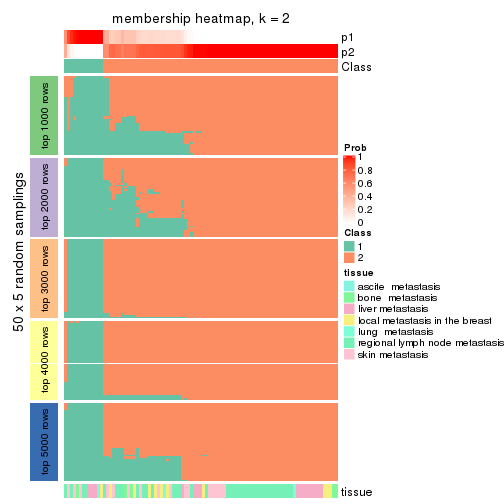 membership heatmap, k = 2
p1
p2
Class
50 x 5 random samplings
top 1000 rows
top 2000 rows
top 3000 rows
top 4000 rows
top 5000 rows
Prob
1
0.8
0.6
0.4
0.2
0
Class
1
2
tissue
ascite metastasis
bone metastasis
liver metastasis
local metastasis in the breast
lung metastasis
regional lymph node metastasis
skin metastasis
tissue